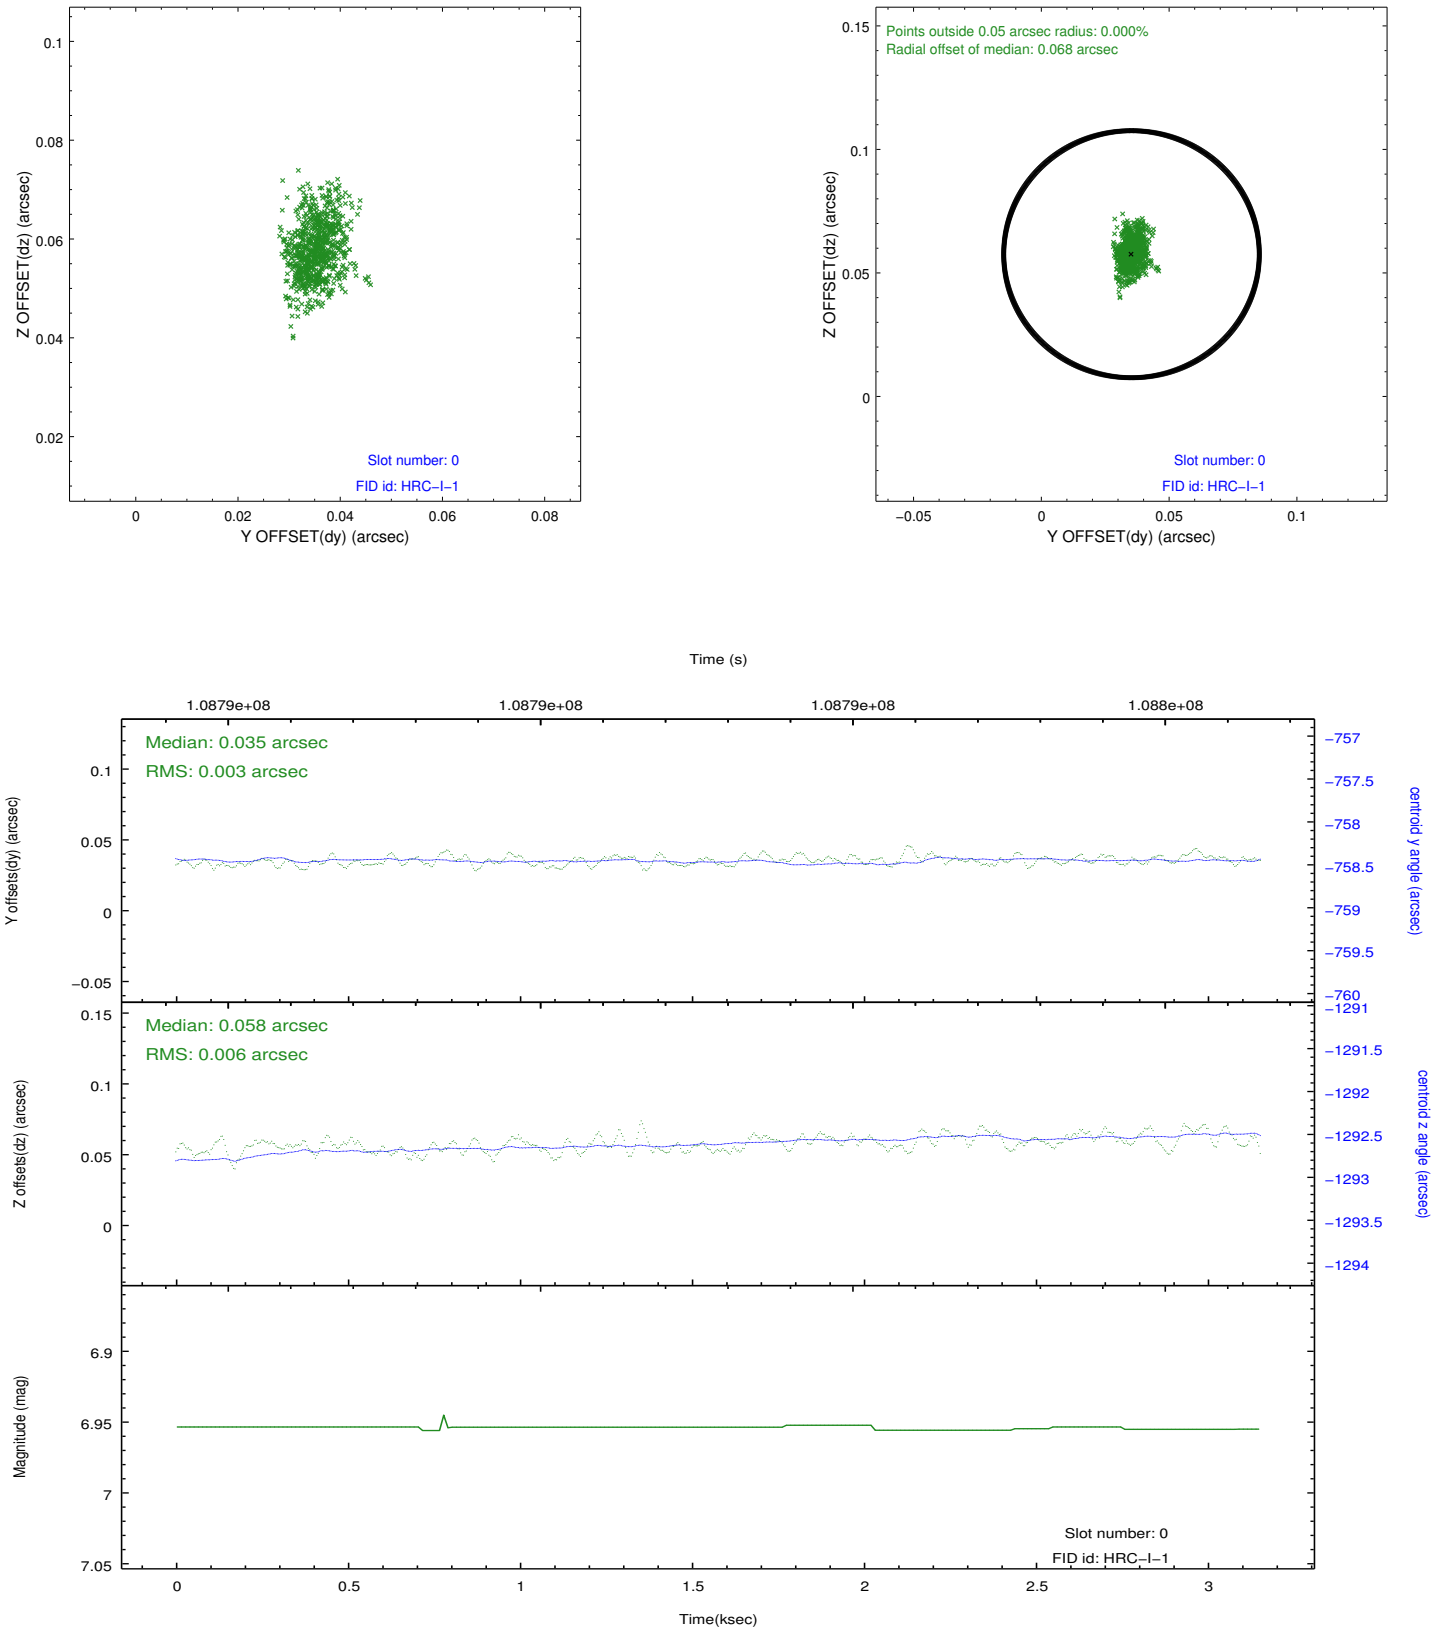 0.1
0.08
0.06
0.04
0.02
Z OFFSET(dz) (arcsec)
Slot number: 0
FID id: HRC−I−1
0 0.02 0.04 0.06 0.08
Y OFFSET(dy) (arcsec)
Points outside 0.05 arcsec radius: 0.000%
Radial offset of median: 0.068 arcsec
0.15
0.1
0.05
0
Z OFFSET(dz) (arcsec)
Slot number: 0
FID id: HRC−I−1
−0.05 0 0.05 0.1
Y OFFSET(dy) (arcsec)
Time (s)
1.0879e+08 1.0879e+08 1.0879e+08 1.088e+08
Median: 0.035 arcsec
RMS: 0.003 arcsec
0.1
0.05
0
−0.05
Y offsets(dy) (arcsec)
−757
−757.5
−758
−758.5
−759
−759.5
−760
centroid y angle (arcsec)
Median: 0.058 arcsec
RMS: 0.006 arcsec
0.15
0.1
0.05
0
Z offsets(dz) (arcsec)
−1291
−1291.5
−1292
−1292.5
−1293
−1293.5
−1294
centroid z angle (arcsec)
6.9
6.95
7
7.05
Magnitude (mag)
Slot number: 0
FID id: HRC−I−1
0 0.5 1 1.5 2 2.5 3
Time(ksec)